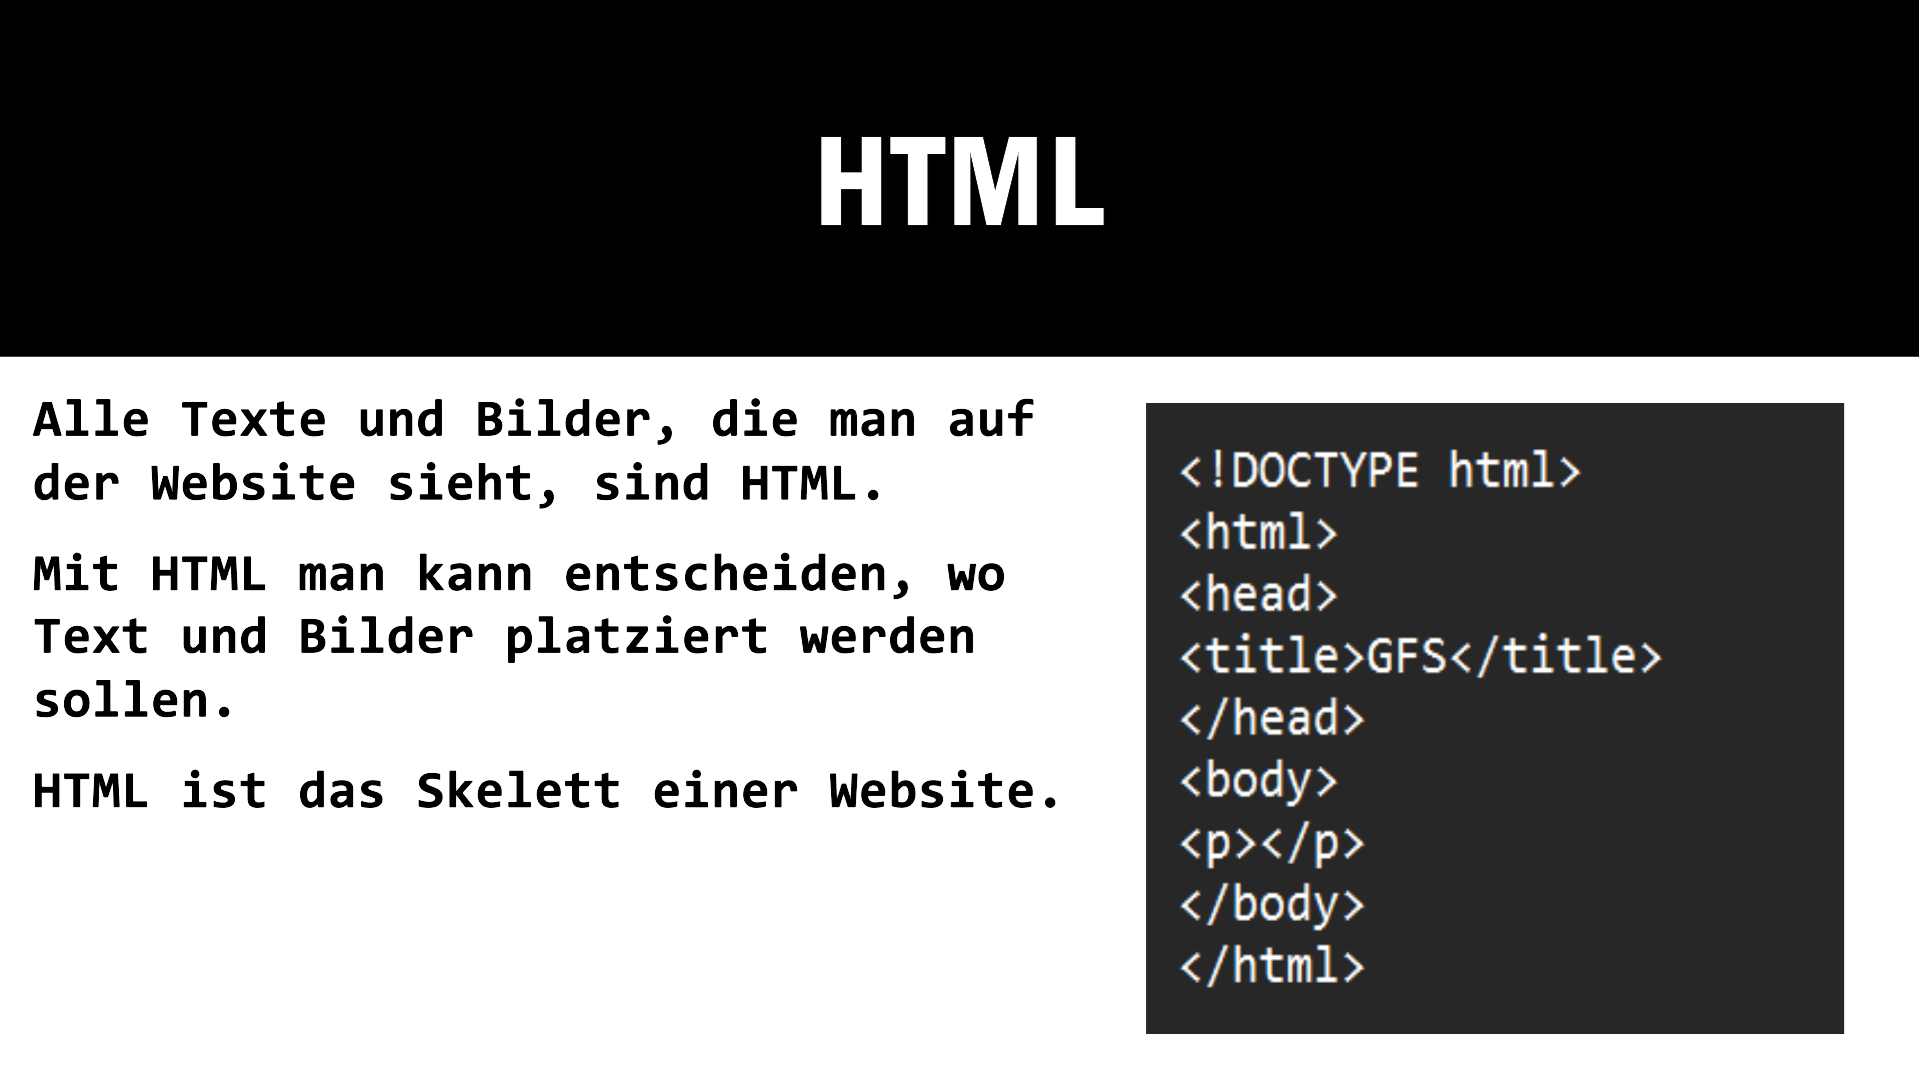 HTML
Alle Texte und Bilder, die man auf
der Website sieht, sind HTML.
Mit HTML man kann entscheiden, wo
Text und Bilder platziert werden
sollen.
HTML ist das Skelett einer Website.
<!DOCTYPE html>
<html>
<head>
<title>GFS</title>
</head>
<body>
<p></p>
</body>
</html>